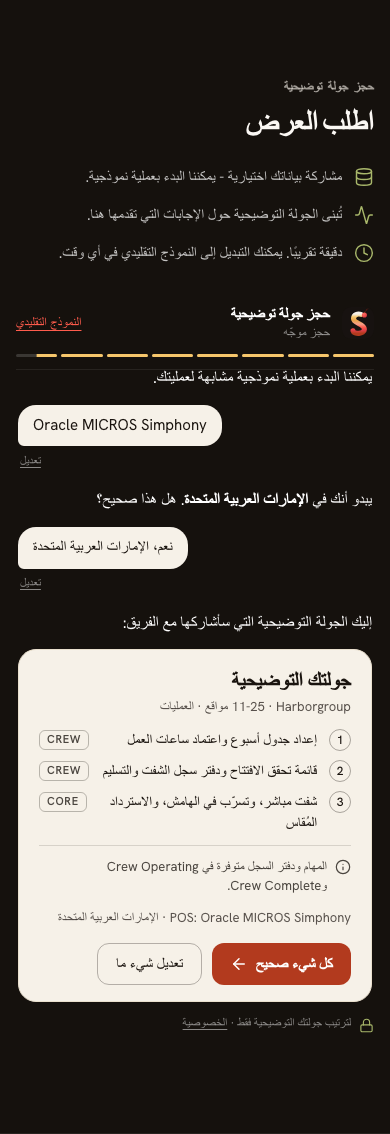 حجز جولة توضيحية
اطلب العرض
مشاركة بياناتك اختيارية - يمكننا البدء بعملية نموذجية.
تُبنى الجولة التوضيحية حول الإجابات التي تقدمها هنا.
دقيقة تقريبًا. يمكنك التبديل إلى النموذج التقليدي في أي وقت.
حجز جولة توضيحية
حجز موجّه
النموذج التقليدي
يمكننا البدء بعملية نموذجية مشابهة لعمليتك.
Oracle MICROS Simphony
تعديل
يبدو أنك في الإمارات العربية المتحدة. هل هذا صحيح؟
نعم، الإمارات العربية المتحدة
تعديل
إليك الجولة التوضيحية التي سأشاركها مع الفريق:
جولتك التوضيحية
Harborgroup · 11-25 مواقع · العمليات
1 إعداد جدول أسبوع واعتماد ساعات العمل CREW
2 قائمة تحقق الافتتاح ودفتر سجل الشفت والتسليم CREW
3 شفت مباشر، وتسرّب في الهامش، والاسترداد CORE
المُقاس
المهام ودفتر السجل متوفرة في Crew Operating
وCrew Complete.
POS: Oracle MICROS Simphony · الإمارات العربية المتحدة
كل شيء صحيح
تعديل شيء ما
لترتيب جولتك التوضيحية فقط · الخصوصية